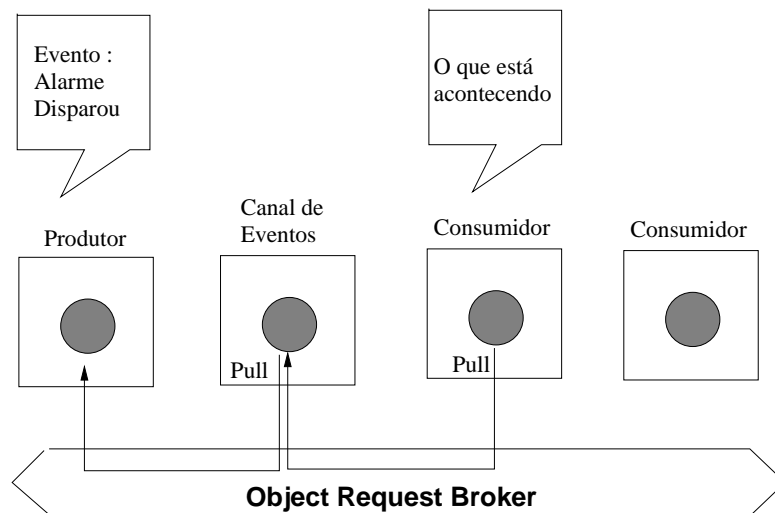 Evento :
Alarme
Disparou
O que está
acontecendo
Produtor
Canal de
Eventos
Consumidor
Consumidor
Pull
Pull
Object Request Broker